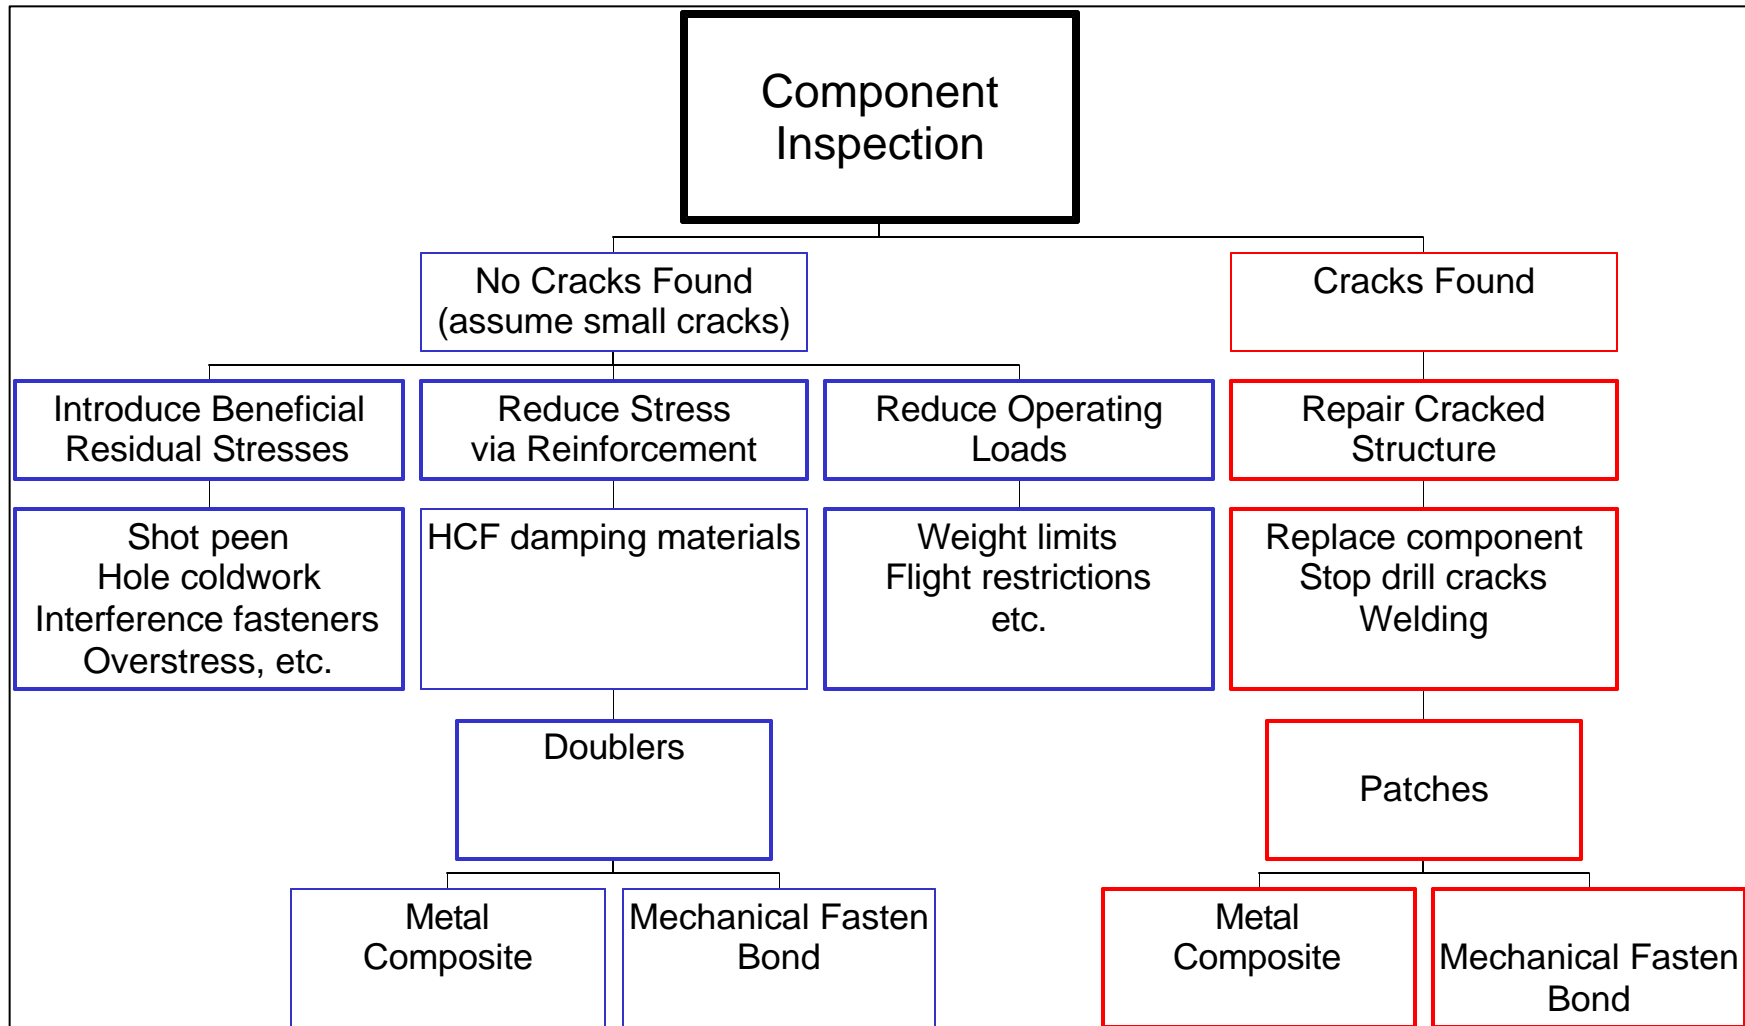 Component
Inspection
No Cracks Found
(assume small cracks)
Cracks Found
Introduce Beneficial
Residual Stresses
Reduce Stress
via Reinforcement
Reduce Operating
Loads
Repair Cracked
Structure
Shot peen
Hole coldwork
Interference fasteners
Overstress, etc.
HCF damping materials
Weight limits
Flight restrictions
etc.
Replace component
Stop drill cracks
Welding
Doublers
Patches
Metal
Composite
Mechanical Fasten
Bond
Metal
Composite
Mechanical Fasten
Bond